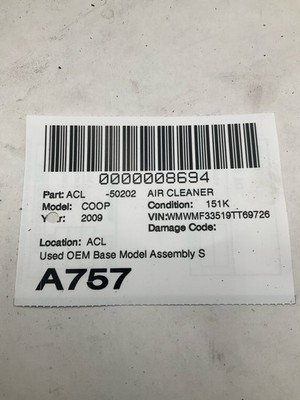 0000008694
Part: ACL -50202 AIR CLEANER
Model: COOP Condition: 151K
Year: 2009 VIN:WMWMF33519TT69726
Damage Code:
Location: ACL
Used OEM Base Model Assembly S
A757